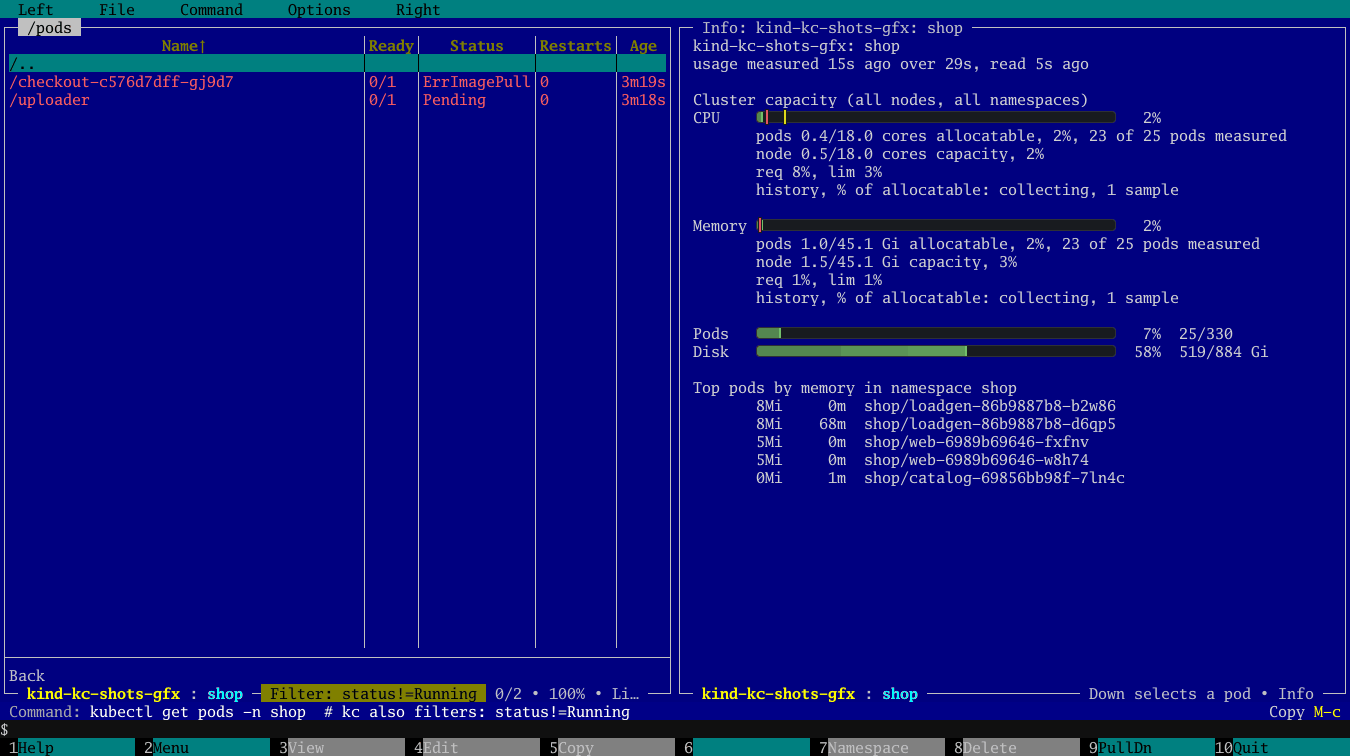 Left File Command Options Right
/pods
Name↑ Ready Status Restarts Age
/..
/checkout-c576d7dff-gj9d7 0/1 ErrImagePull 0 3m19s
/uploader 0/1 Pending 0 3m18s
Back
kind-kc-shots-gfx : shop Filter: status!=Running 0/2 • 100% • Li…
Info: kind-kc-shots-gfx: shop
kind-kc-shots-gfx: shop
usage measured 15s ago over 29s, read 5s ago
Cluster capacity (all nodes, all namespaces)
CPU 2%
pods 0.4/18.0 cores allocatable, 2%, 23 of 25 pods measured
node 0.5/18.0 cores capacity, 2%
req 8%, lim 3%
history, % of allocatable: collecting, 1 sample
Memory 2%
pods 1.0/45.1 Gi allocatable, 2%, 23 of 25 pods measured
node 1.5/45.1 Gi capacity, 3%
req 1%, lim 1%
history, % of allocatable: collecting, 1 sample
Pods 7% 25/330
Disk 58% 519/884 Gi
Top pods by memory in namespace shop
8Mi 0m shop/loadgen-86b9887b8-b2w86
8Mi 68m shop/loadgen-86b9887b8-d6qp5
5Mi 0m shop/web-6989b69646-fxfnv
5Mi 0m shop/web-6989b69646-w8h74
0Mi 1m shop/catalog-69856bb98f-7ln4c
kind-kc-shots-gfx : shop Down selects a pod • Info
Command: kubectl get pods -n shop # kc also filters: status!=Running Copy M-c
$
1Help 2Menu 3View 4Edit 5Copy 6 7Namespace 8Delete 9PullDn 10Quit